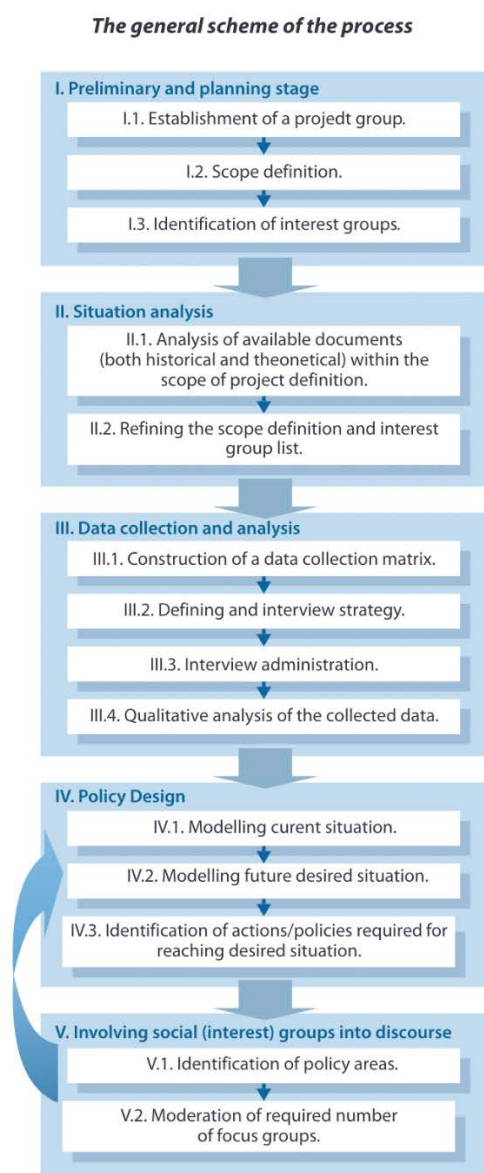 The general scheme of the process
I. Preliminary and planning stage
I.1. Establishment of a projedt group.
I.2. Scope definition.
I.3. Identification of interest groups.
II. Situation analysis
II.1. Analysis of available documents
(both historical and theonetical) within the
scope of project definition.
II.2. Refining the scope definition and interest
group list.
III. Data collection and analysis
III.1. Construction of a data collection matrix.
III.2. Defining and interview strategy.
III.3. Interview administration.
III.4. Qualitative analysis of the collected data.
IV. Policy Design
IV.1. Modelling curent situation.
IV.2. Modelling future desired situation.
IV.3. Identification of actions/policies required for
reaching desired situation.
V. Involving social (interest) groups into discourse
V.1. Identification of policy areas.
V.2. Moderation of required number
of focus groups.